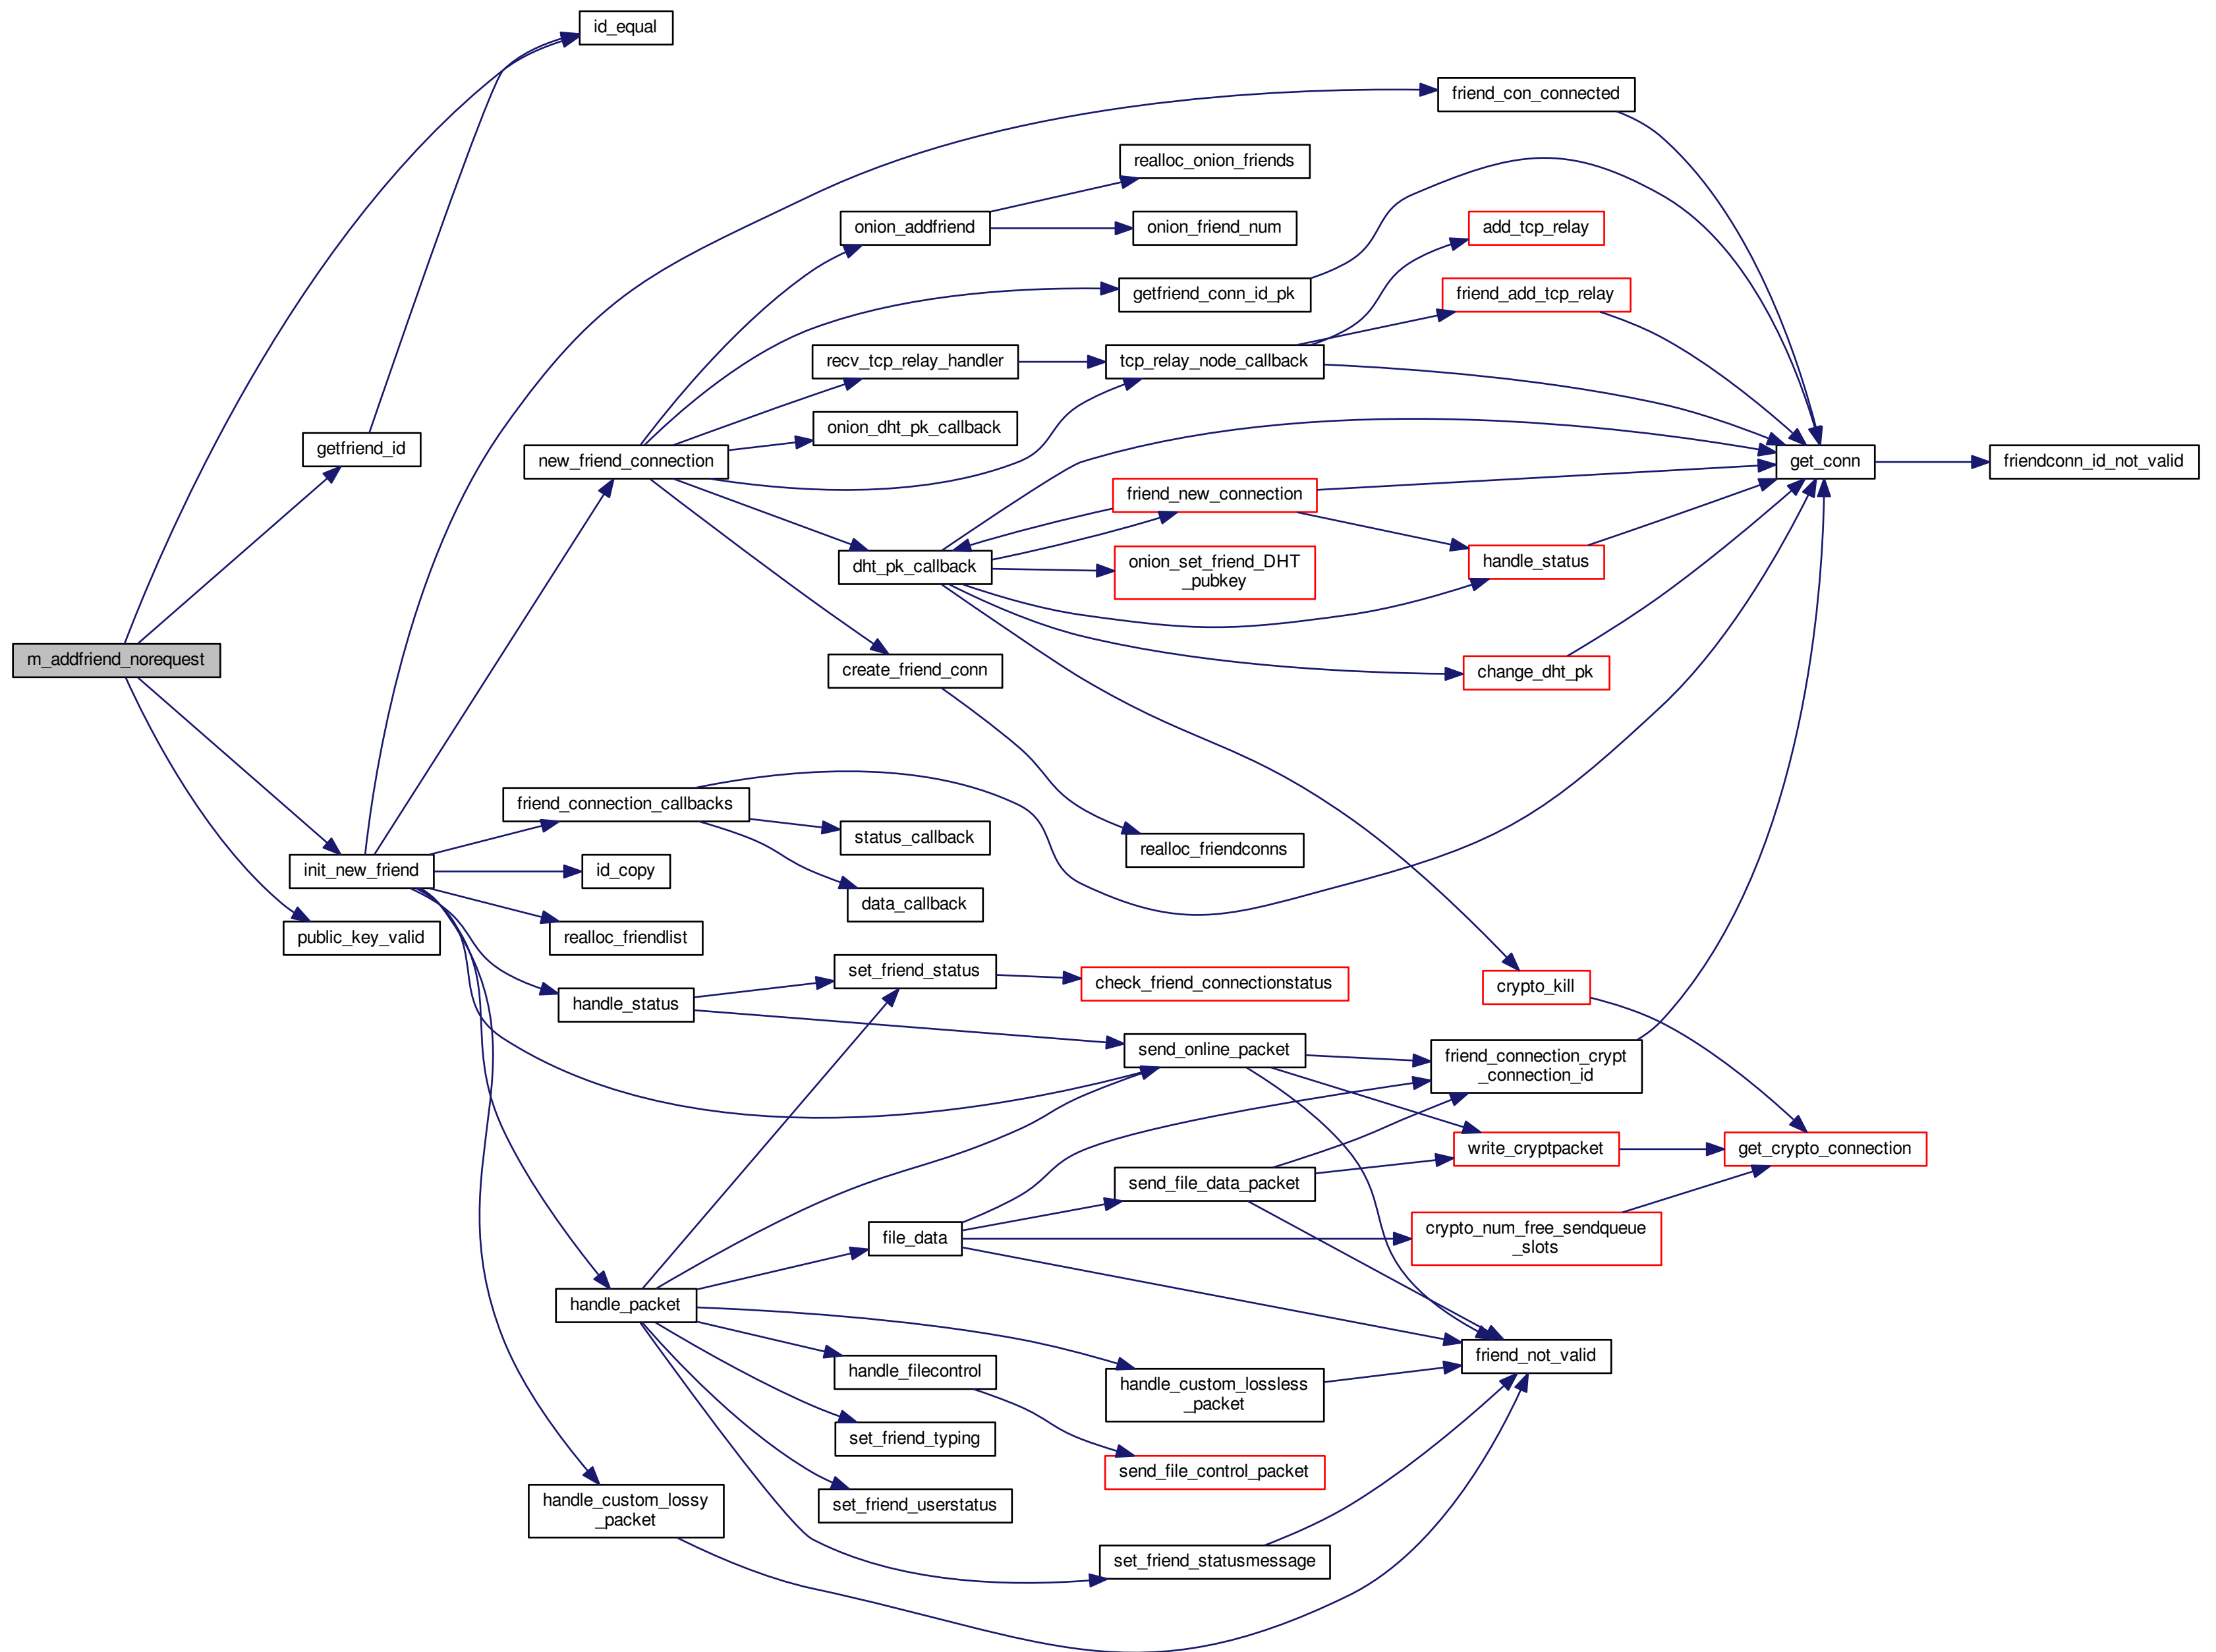 id_equal
friend_con_connected
realloc_onion_friends
onion_addfriend
onion_friend_num
add_tcp_relay
getfriend_conn_id_pk
friend_add_tcp_relay
recv_tcp_relay_handler
tcp_relay_node_callback
onion_dht_pk_callback
getfriend_id
new_friend_connection
get_conn
friendconn_id_not_valid
friend_new_connection
dht_pk_callback
onion_set_friend_DHT
_pubkey
handle_status
m_addfriend_norequest
create_friend_conn
change_dht_pk
friend_connection_callbacks
status_callback
realloc_friendconns
init_new_friend
id_copy
data_callback
public_key_valid
realloc_friendlist
set_friend_status
check_friend_connectionstatus
crypto_kill
handle_status
send_online_packet
friend_connection_crypt
_connection_id
write_cryptpacket
get_crypto_connection
send_file_data_packet
file_data
crypto_num_free_sendqueue
_slots
handle_packet
handle_filecontrol
handle_custom_lossless
_packet
friend_not_valid
set_friend_typing
send_file_control_packet
handle_custom_lossy
_packet
set_friend_userstatus
set_friend_statusmessage